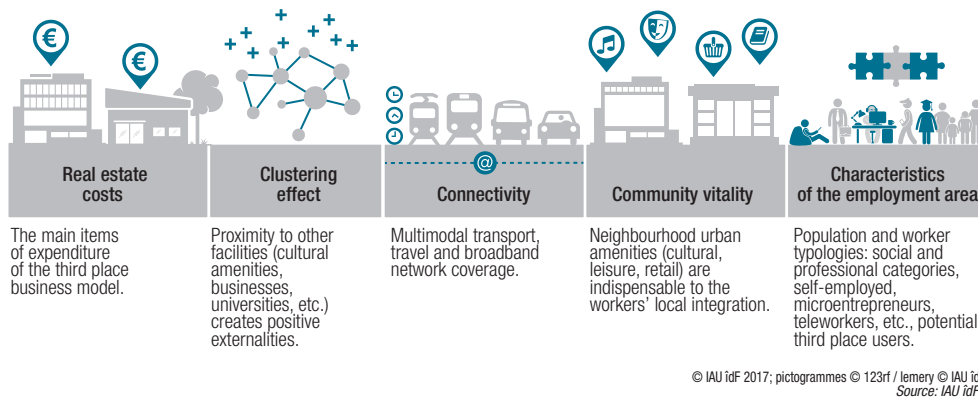 €
€
Real estate
costs
Clustering
effect
@
Connectivity
Community vitality
Characteristics
of the employment area
The main items
of expenditure
of the third place
business model.
Proximity to other
facilities (cultural
amenities,
businesses,
universities, etc.)
creates positive
externalities.
Multimodal transport,
travel and broadband
network coverage.
Neighbourhood urban
amenities (cultural,
leisure, retail) are
indispensable to the
workers’ local integration.
Population and worker
typologies: social and
professional categories,
self-employed,
microentrepreneurs,
teleworkers, etc., potential
third place users.
© IAU îdF 2017; pictogrammes © 123rf / lemery © IAU îd
Source: IAU îdF